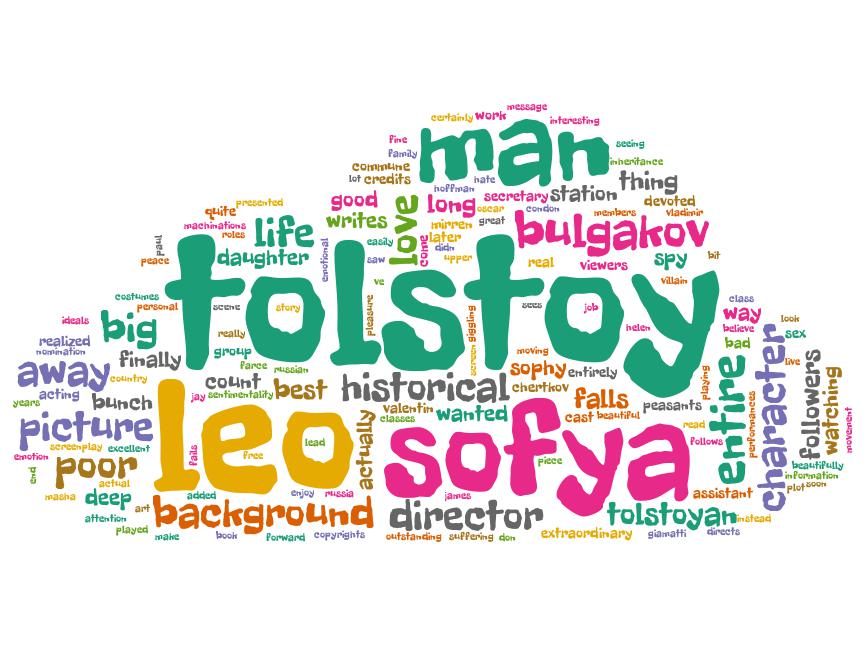 message
certainly work
interesting
fine man seeing
family inheritance
commune
lot credits hate thing
hoffman
good love long secretary station devoted
quite presented oscar condon members vladimir
machinations writes mirren great bulgakov
roles life later
paul emotional easily come didn bit
peace daughter saw upper real viewers spy
villain
tolstoy
costumes ve class
personal scene story pleasure giggling sees job way look
ideals big really helen believe sex
realized group screen bad
nomination finally farce russian moving live
away country count best historical sophy entirely playing character followers watching
acting jay sentimentality chertkov entire
years bunch valentin wanted falls peasants performances movement
classes cast beautiful
picture leo actually sofya read
screenplay excellent fails lead follows
emotion poor free piece beautifully
end actual information
masha deep added enjoy russia james assistant plot soon
art background director tolstoyan instead
attention
played make book forward copyrights outstanding suffering don extraordinary giamatti directs